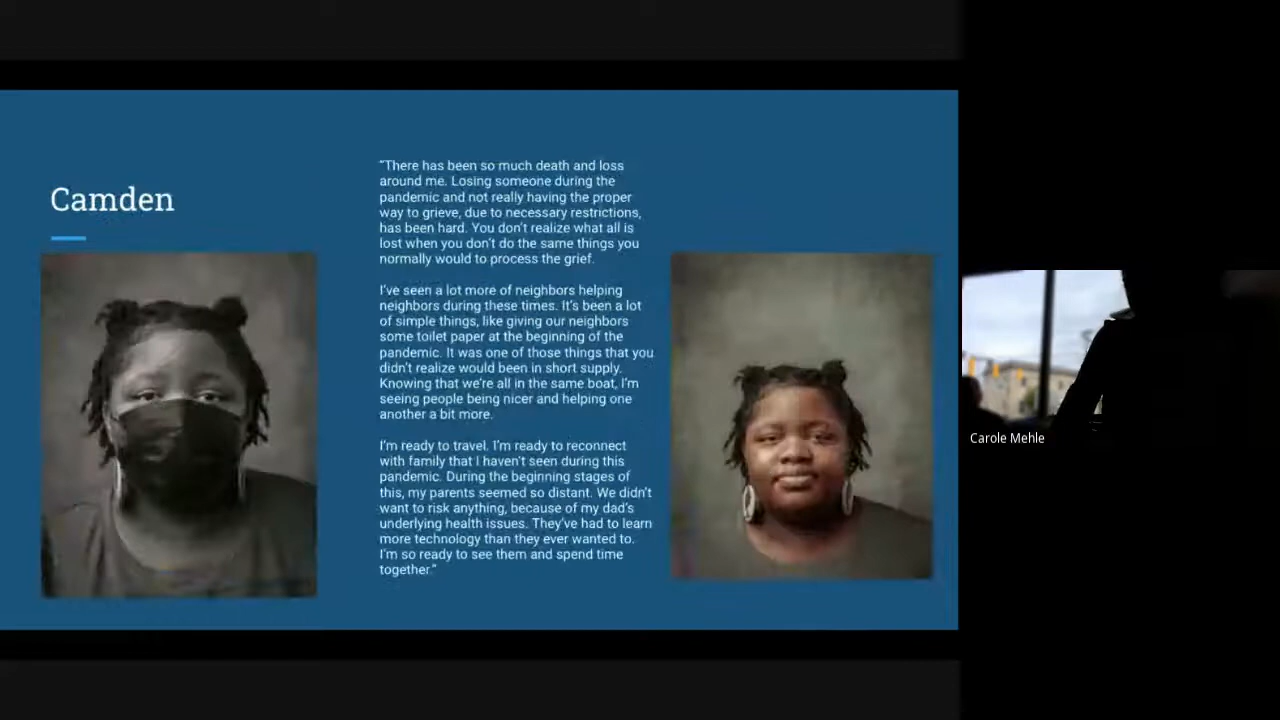 Camden
“There has been so much death and loss
around me. Losing someone during the
pandemic and not really having the proper
way to grieve, due to necessary restrictions,
has been hard. You don’t realize what all is
lost when you don’t do the same things you
normally would to process the grief.
I’ve seen a lot more of neighbors helping
neighbors during these times. It’s been a lot
of simple things, like giving our neighbors
some toilet paper at the beginning of the
pandemic. It was one of those things that you
didn’t realize would been in short supply.
Knowing that we’re all in the same boat, I’m
seeing people being nicer and helping one
another a bit more.
I’m ready to travel. I’m ready to reconnect
with family that I haven’t seen during this
pandemic. During the beginning stages of
this, my parents seemed so distant. We didn’t
want to risk anything, because of my dad’s
underlying health issues. They’ve had to learn
more technology than they ever wanted to.
I’m so ready to see them and spend time
together.”
Carole Mehle